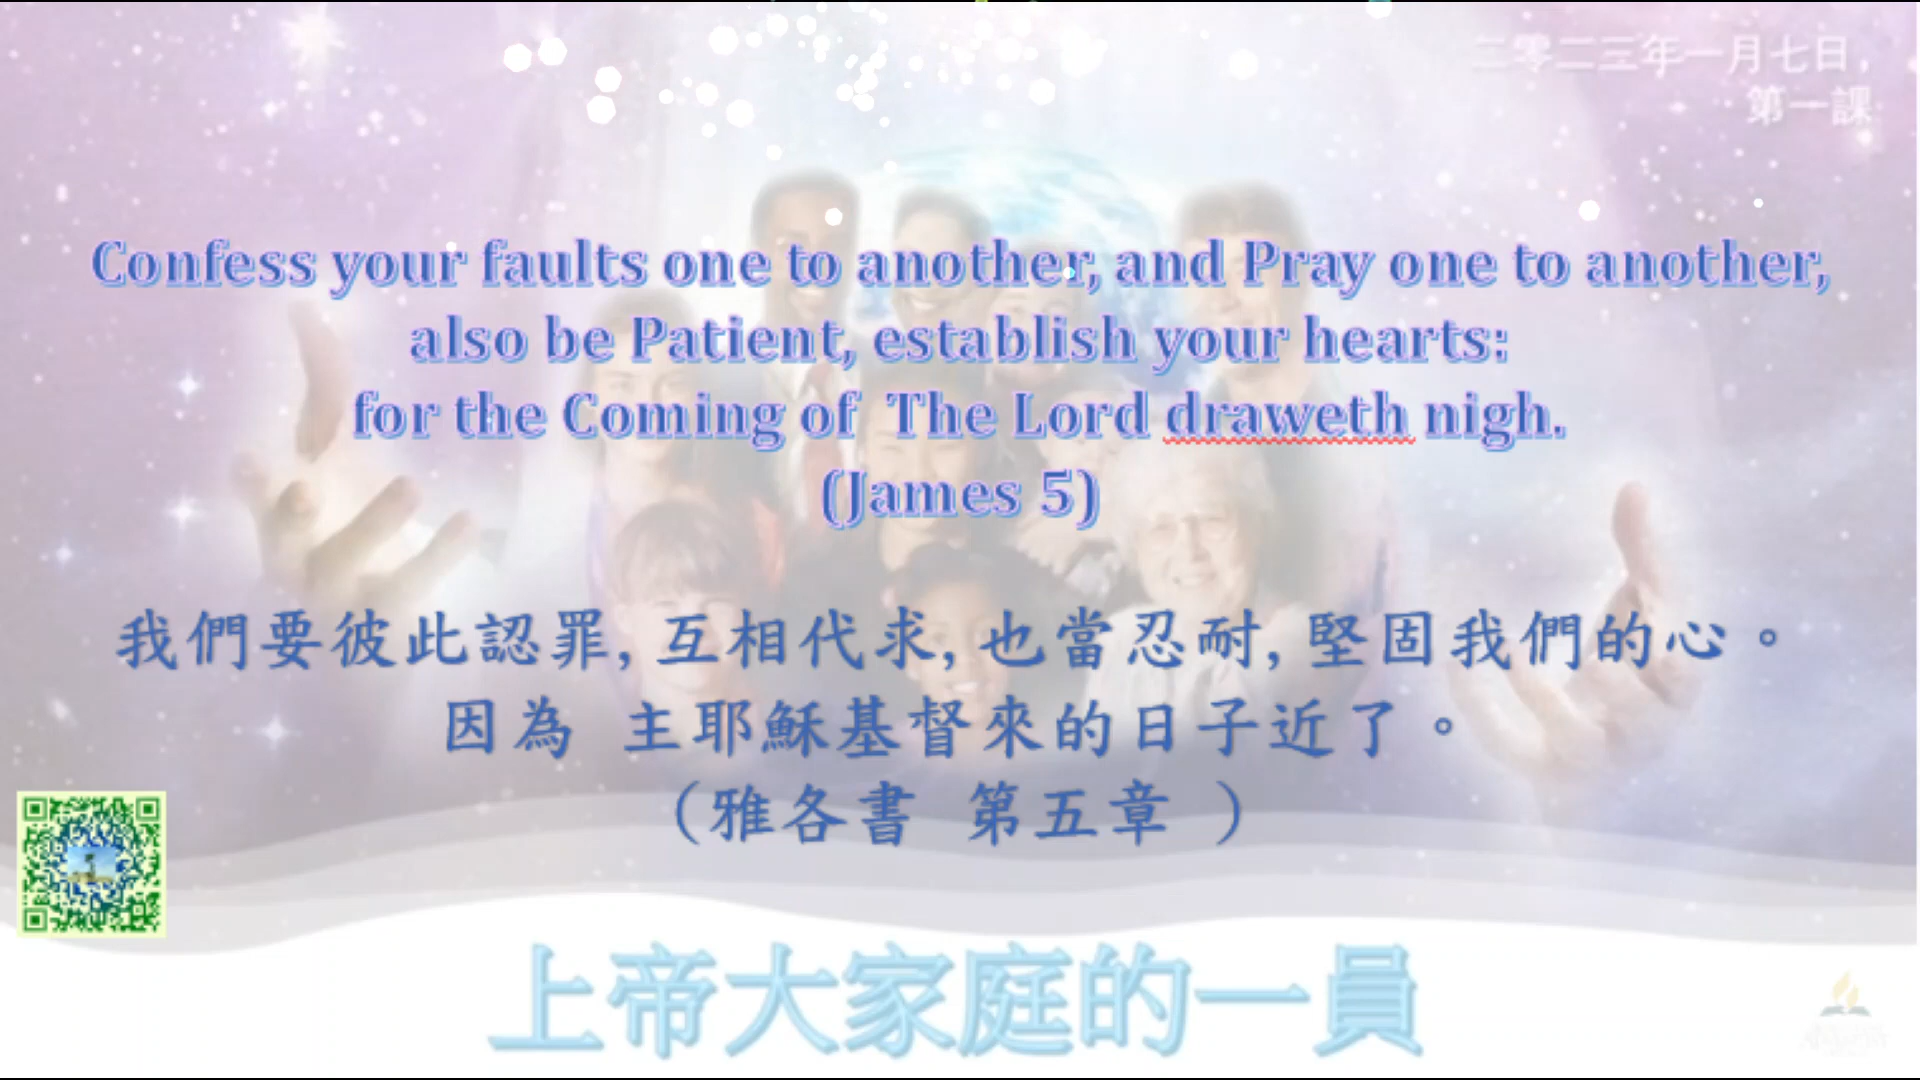 二零二三年一月七日,
第一課
Confess your faults one to another, and Pray one to another,
also be Patient, establish your hearts:
for the Coming of The Lord draweth nigh.
(James 5)
我們要彼此認罪, 互相代求, 也當忍耐, 堅固我們的心。
因為 主耶穌基督來的日子近了。
(雅各書 第五章 )
上帝大家庭的一員